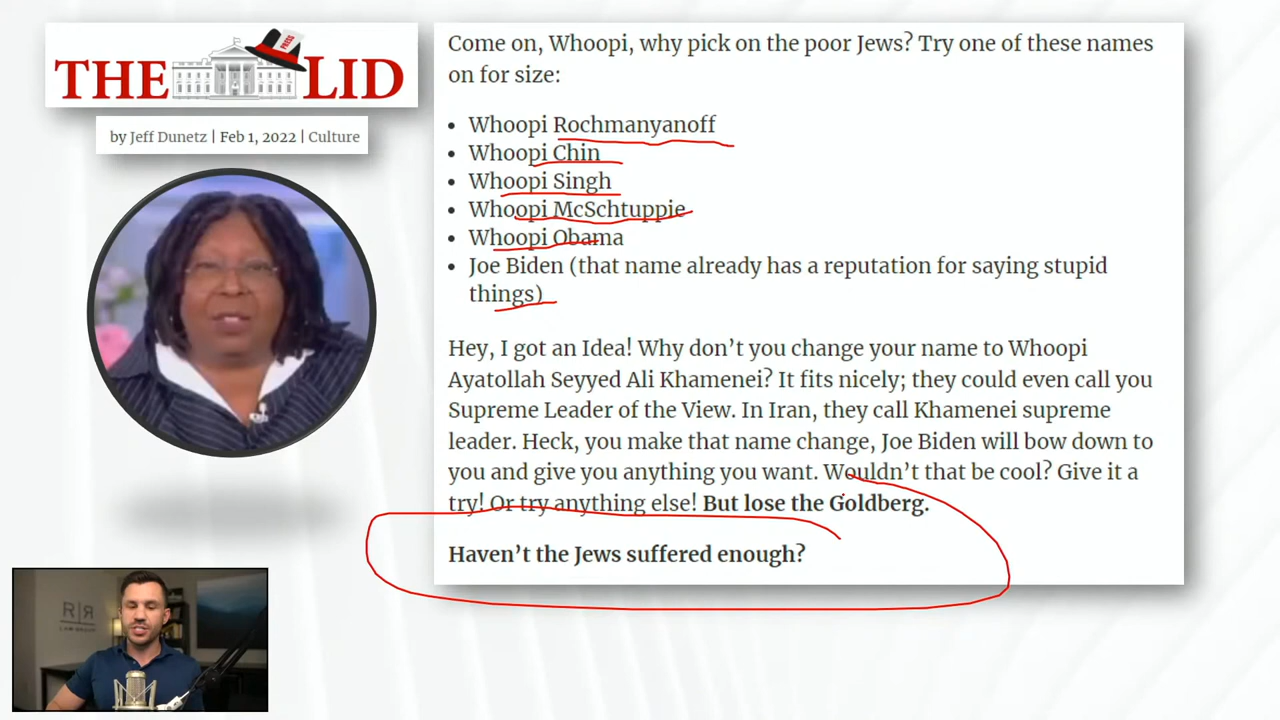 THE LID
PRESS
by Jeff Dunetz | Feb 1, 2022 | Culture
Come on, Whoopi, why pick on the poor Jews? Try one of these names
on for size:
• Whoopi Rochmanyanoff
• Whoopi Chin
• Whoopi Singh
• Whoopi McSchtuppie
• Whoopi Obama
• Joe Biden (that name already has a reputation for saying stupid
things)
Hey, I got an Idea! Why don’t you change your name to Whoopi
Ayatollah Seyyed Ali Khamenei? It fits nicely; they could even call you
Supreme Leader of the View. In Iran, they call Khamenei supreme
leader. Heck, you make that name change, Joe Biden will bow down to
you and give you anything you want. Wouldn’t that be cool? Give it a
try! Or try anything else! But lose the Goldberg.
Haven’t the Jews suffered enough?
R|R
LAW GROUP